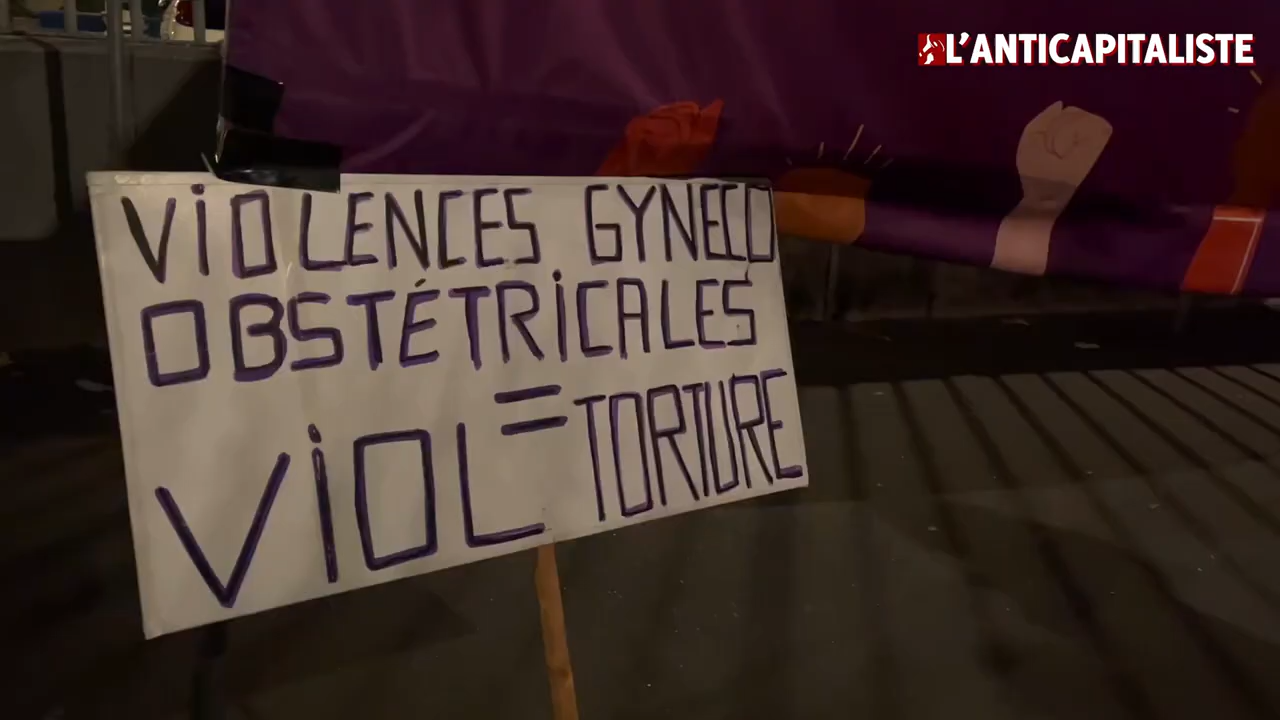 L'ANTICAPITALISTE
VIOLENCES GYNECO
OBSTÉTRICALES
VIOL = TORTURE